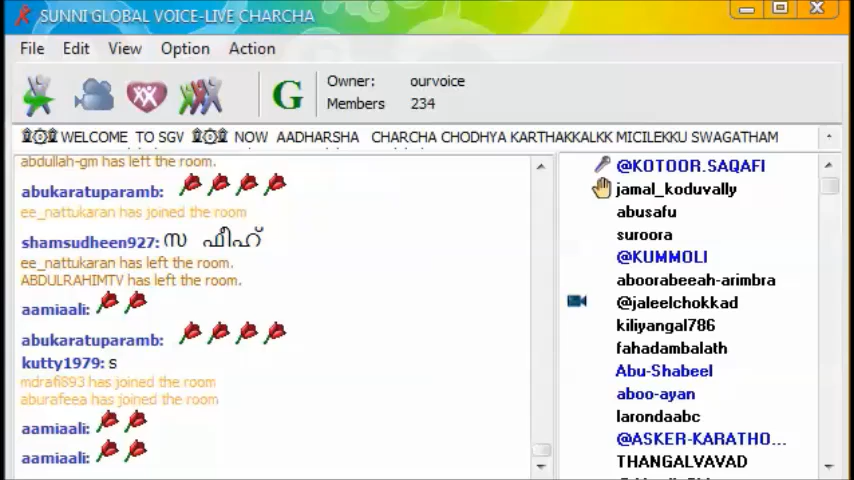 SUNNI GLOBAL VOICE-LIVE CHARCHA
File Edit View Option Action
G
Owner: ourvoice
Members 234
WELCOME TO SGV NOW AADHARSHA CHARCHA CHODHYA KARTHAKKALKK MICILEKKU SWAGATHAM
abdullah-gm has left the room.
abukaratuparamb:
ee_nattukaran has joined the room
shamsudheen927: സ ഫീഹ്
ee_nattukaran has left the room.
ABDULRAHIMTV has left the room.
aamiaali:
abukaratuparamb:
kutty1979: s
mdrafi893 has joined the room
aburafeea has joined the room
aamiaali:
aamiaali:
@KOTOOR.SAQAFI
jamal_koduvally
abusafu
suroora
@KUMMOLI
aboorabeeah-arimbra
@jaleelchokkad
kiliyangal786
fahadambalath
Abu-Shabeel
aboo-ayan
larondaabc
@ASKER-KARATHO...
THANGALVAVAD